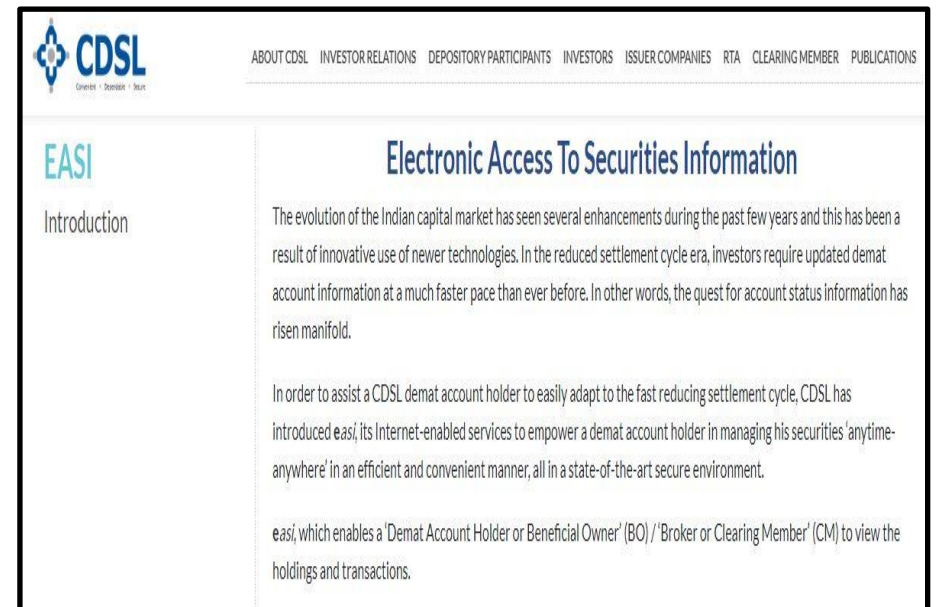 CDSL
Convenient • Dependable • Secure
ABOUT CDSL INVESTOR RELATIONS DEPOSITORY PARTICIPANTS INVESTORS ISSUER COMPANIES RTA CLEARING MEMBER PUBLICATIONS
EASI
Introduction
Electronic Access To Securities Information
The evolution of the Indian capital market has seen several enhancements during the past few years and this has been a
result of innovative use of newer technologies. In the reduced settlement cycle era, investors require updated demat
account information at a much faster pace than ever before. In other words, the quest for account status information has
risen manifold.
In order to assist a CDSL demat account holder to easily adapt to the fast reducing settlement cycle, CDSL has
introduced easi, its Internet-enabled services to empower a demat account holder in managing his securities 'anytime-
anywhere' in an efficient and convenient manner, all in a state-of-the-art secure environment.
easi, which enables a 'Demat Account Holder or Beneficial Owner' (BO) / 'Broker or Clearing Member' (CM) to view the
holdings and transactions.